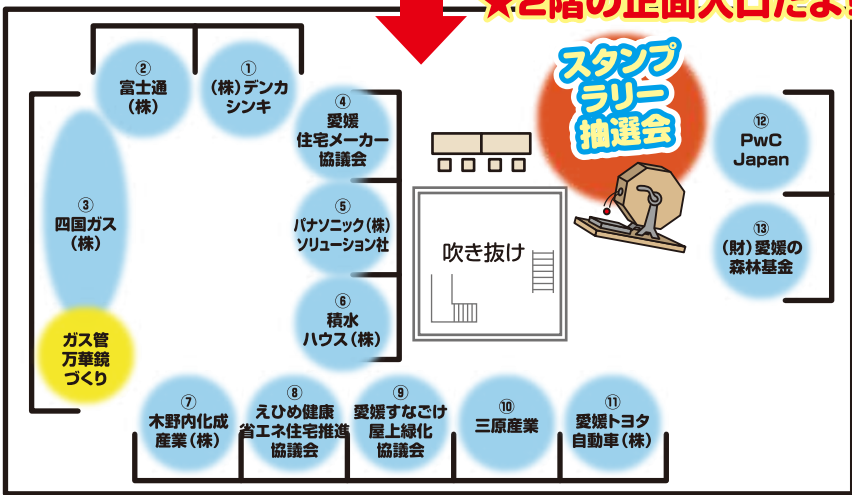 ★2階の正面入口だよ!
スタンプ
ラリー
抽選会
①
(株)デンカ
シンキ
②
富士通
(株)
③
四国ガス
(株)
ガス管
万華鏡
づくり
④
愛媛
住宅メーカー
協議会
⑤
パナソニック(株)
ソリューション社
⑥
積水
ハウス(株)
吹き抜け
⑦
木野内化成
産業(株)
⑧
えひめ健康
省エネ住宅推進
協議会
⑨
愛媛すなごけ
屋上緑化
協議会
⑩
三原産業
⑪
愛媛トヨタ
自動車(株)
⑫
PwC
Japan
⑬
(財)愛媛の
森林基金